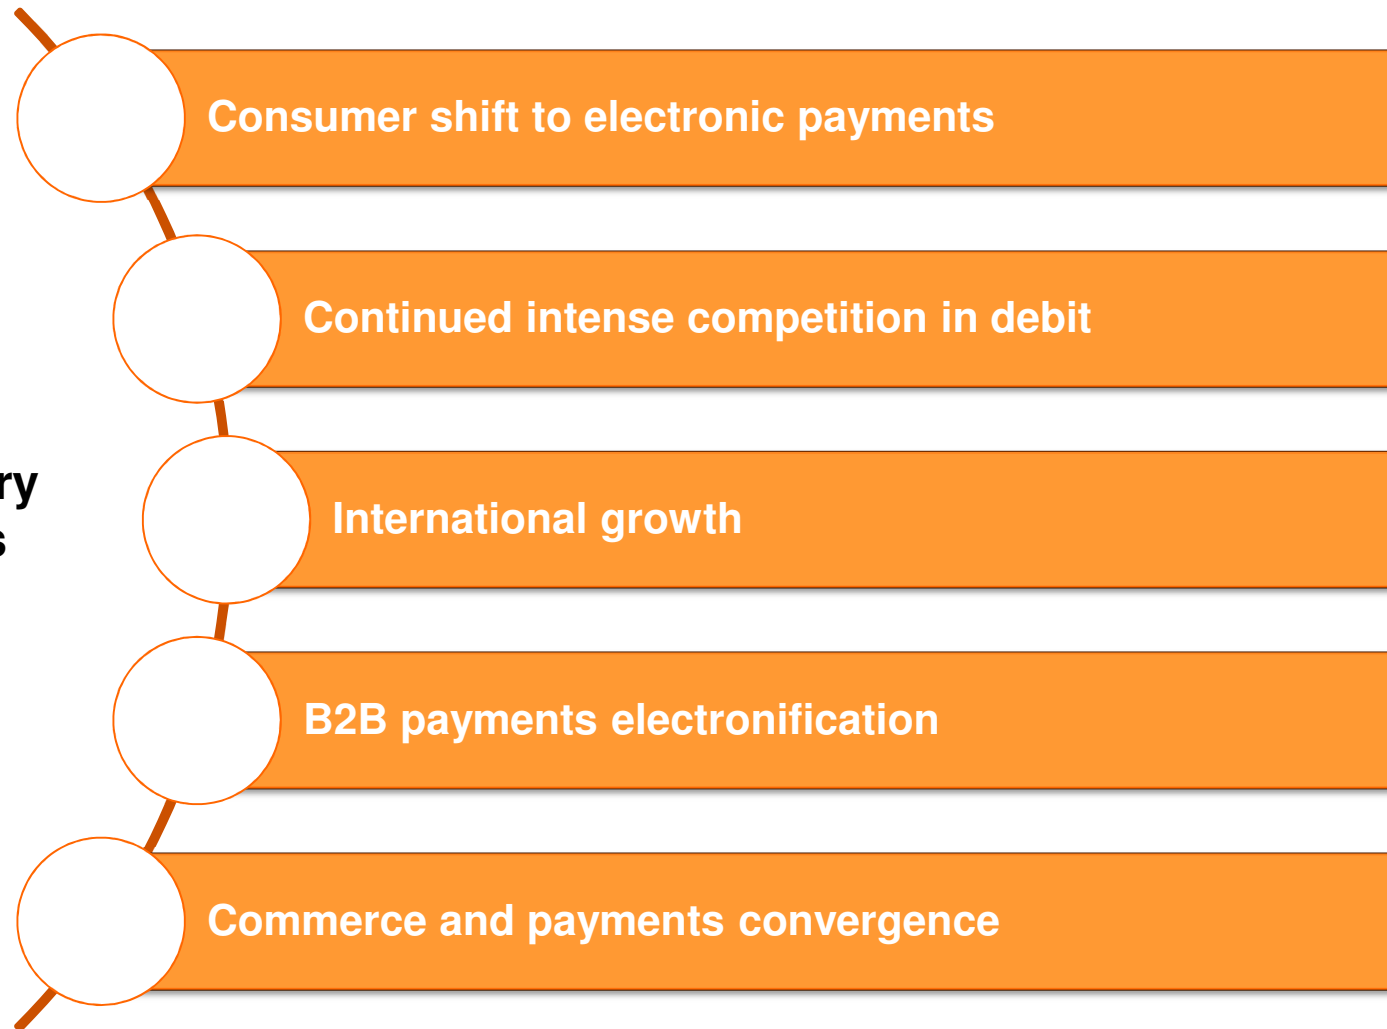 Consumer shift to electronic payments
Continued intense competition in debit
ry
s
International growth
B2B payments electronification
Commerce and payments convergence